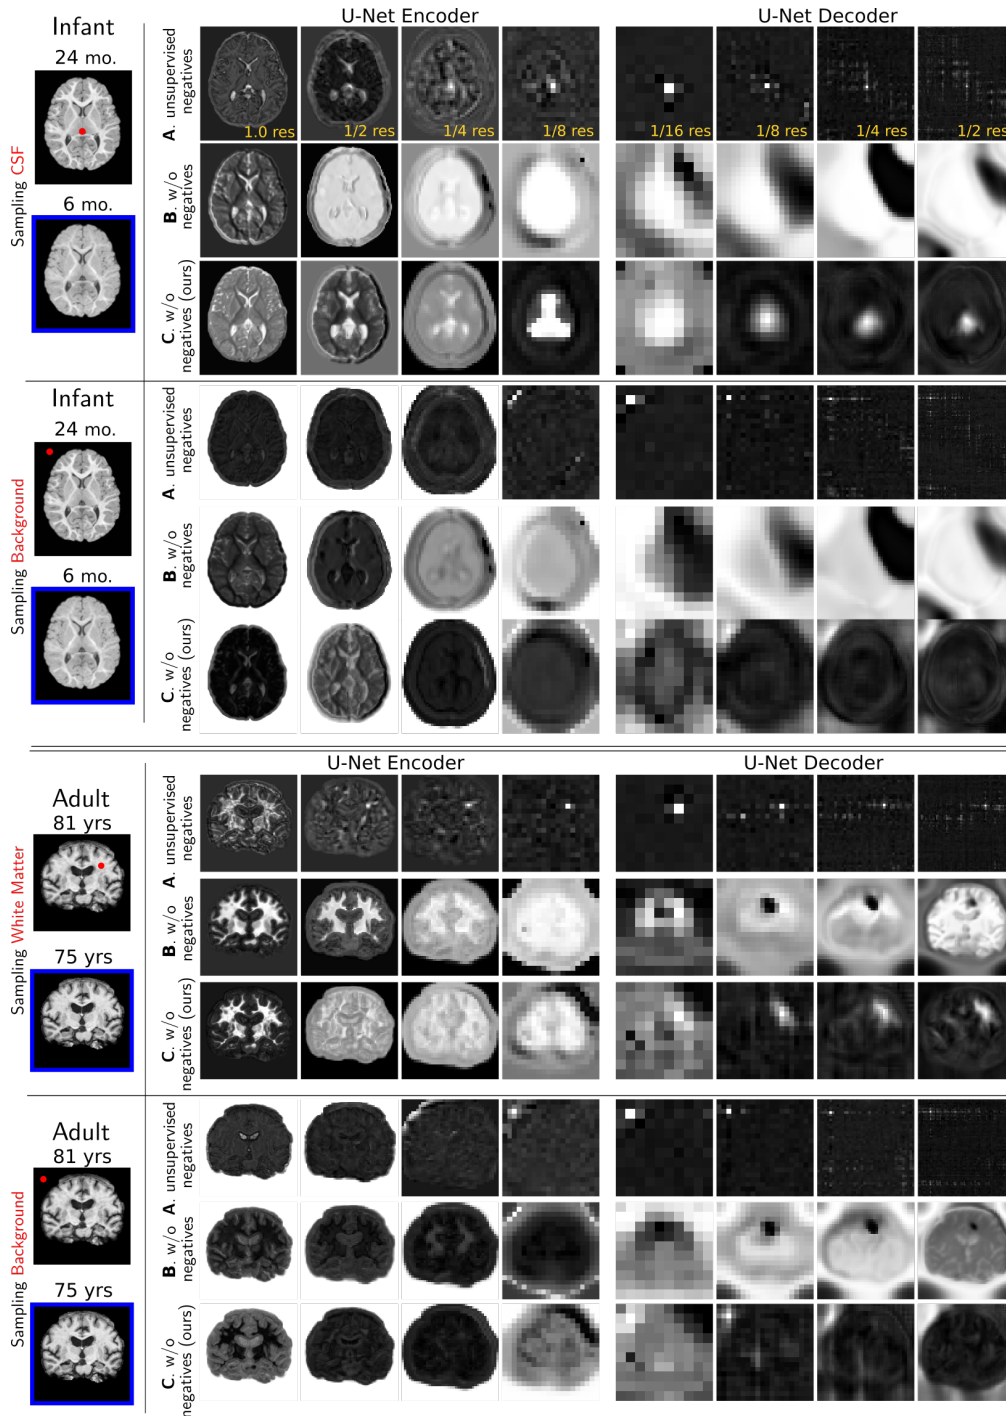 U-Net Encoder
U-Net Decoder
Infant
24 mo.
6 mo.
Sampling CSF
A. unsupervised
negatives
1.0 res
1/2 res
1/4 res
1/8 res
1/16 res
1/8 res
1/4 res
1/2 res
B. w/o
negatives
C. w/o
negatives (ours)
Infant
24 mo.
6 mo.
Sampling Background
A. unsupervised
negatives
B. w/o
negatives
C. w/o
negatives (ours)
U-Net Encoder
U-Net Decoder
Adult
81 yrs
75 yrs
Sampling White Matter
A. unsupervised
negatives
B. w/o
negatives
C. w/o
negatives (ours)
Adult
81 yrs
75 yrs
Sampling Background
A. unsupervised
negatives
B. w/o
negatives
C. w/o
negatives (ours)